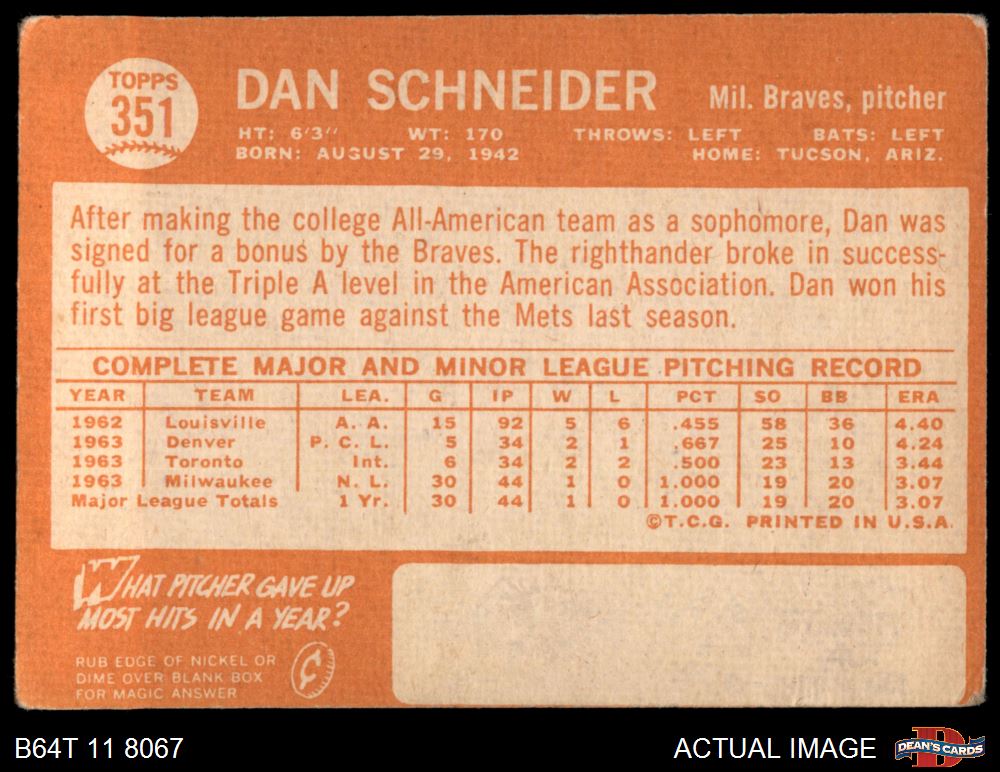 TOPPS
351
DAN SCHNEIDER
Mil. Braves, pitcher
HT: 6'3" WT: 170 THROWS: LEFT BATS: LEFT
BORN: AUGUST 29, 1942 HOME: TUCSON, ARIZ.
After making the college All-American team as a sophomore, Dan was
signed for a bonus by the Braves. The righthander broke in success-
fully at the Triple A level in the American Association. Dan won his
first big league game against the Mets last season.
COMPLETE MAJOR AND MINOR LEAGUE PITCHING RECORD
YEAR TEAM LEA. G IP W L PCT SO BB ERA
1962 Louisville A. A. 15 92 5 6 .455 58 36 4.40
1963 Denver P. C. L. 5 34 2 1 .667 25 10 4.24
1963 Toronto Int. 6 34 2 2 .500 23 13 3.44
1963 Milwaukee N. L. 30 44 1 0 1.000 19 20 3.07
Major League Totals 1 Yr. 30 44 1 0 1.000 19 20 3.07
©T.C.G. PRINTED IN U.S.A.
WHAT PITCHER GAVE UP
MOST HITS IN A YEAR?
RUB EDGE OF NICKEL OR
DIME OVER BLANK BOX
FOR MAGIC ANSWER
B64T 11 8067
ACTUAL IMAGE
DEAN'S CARDS